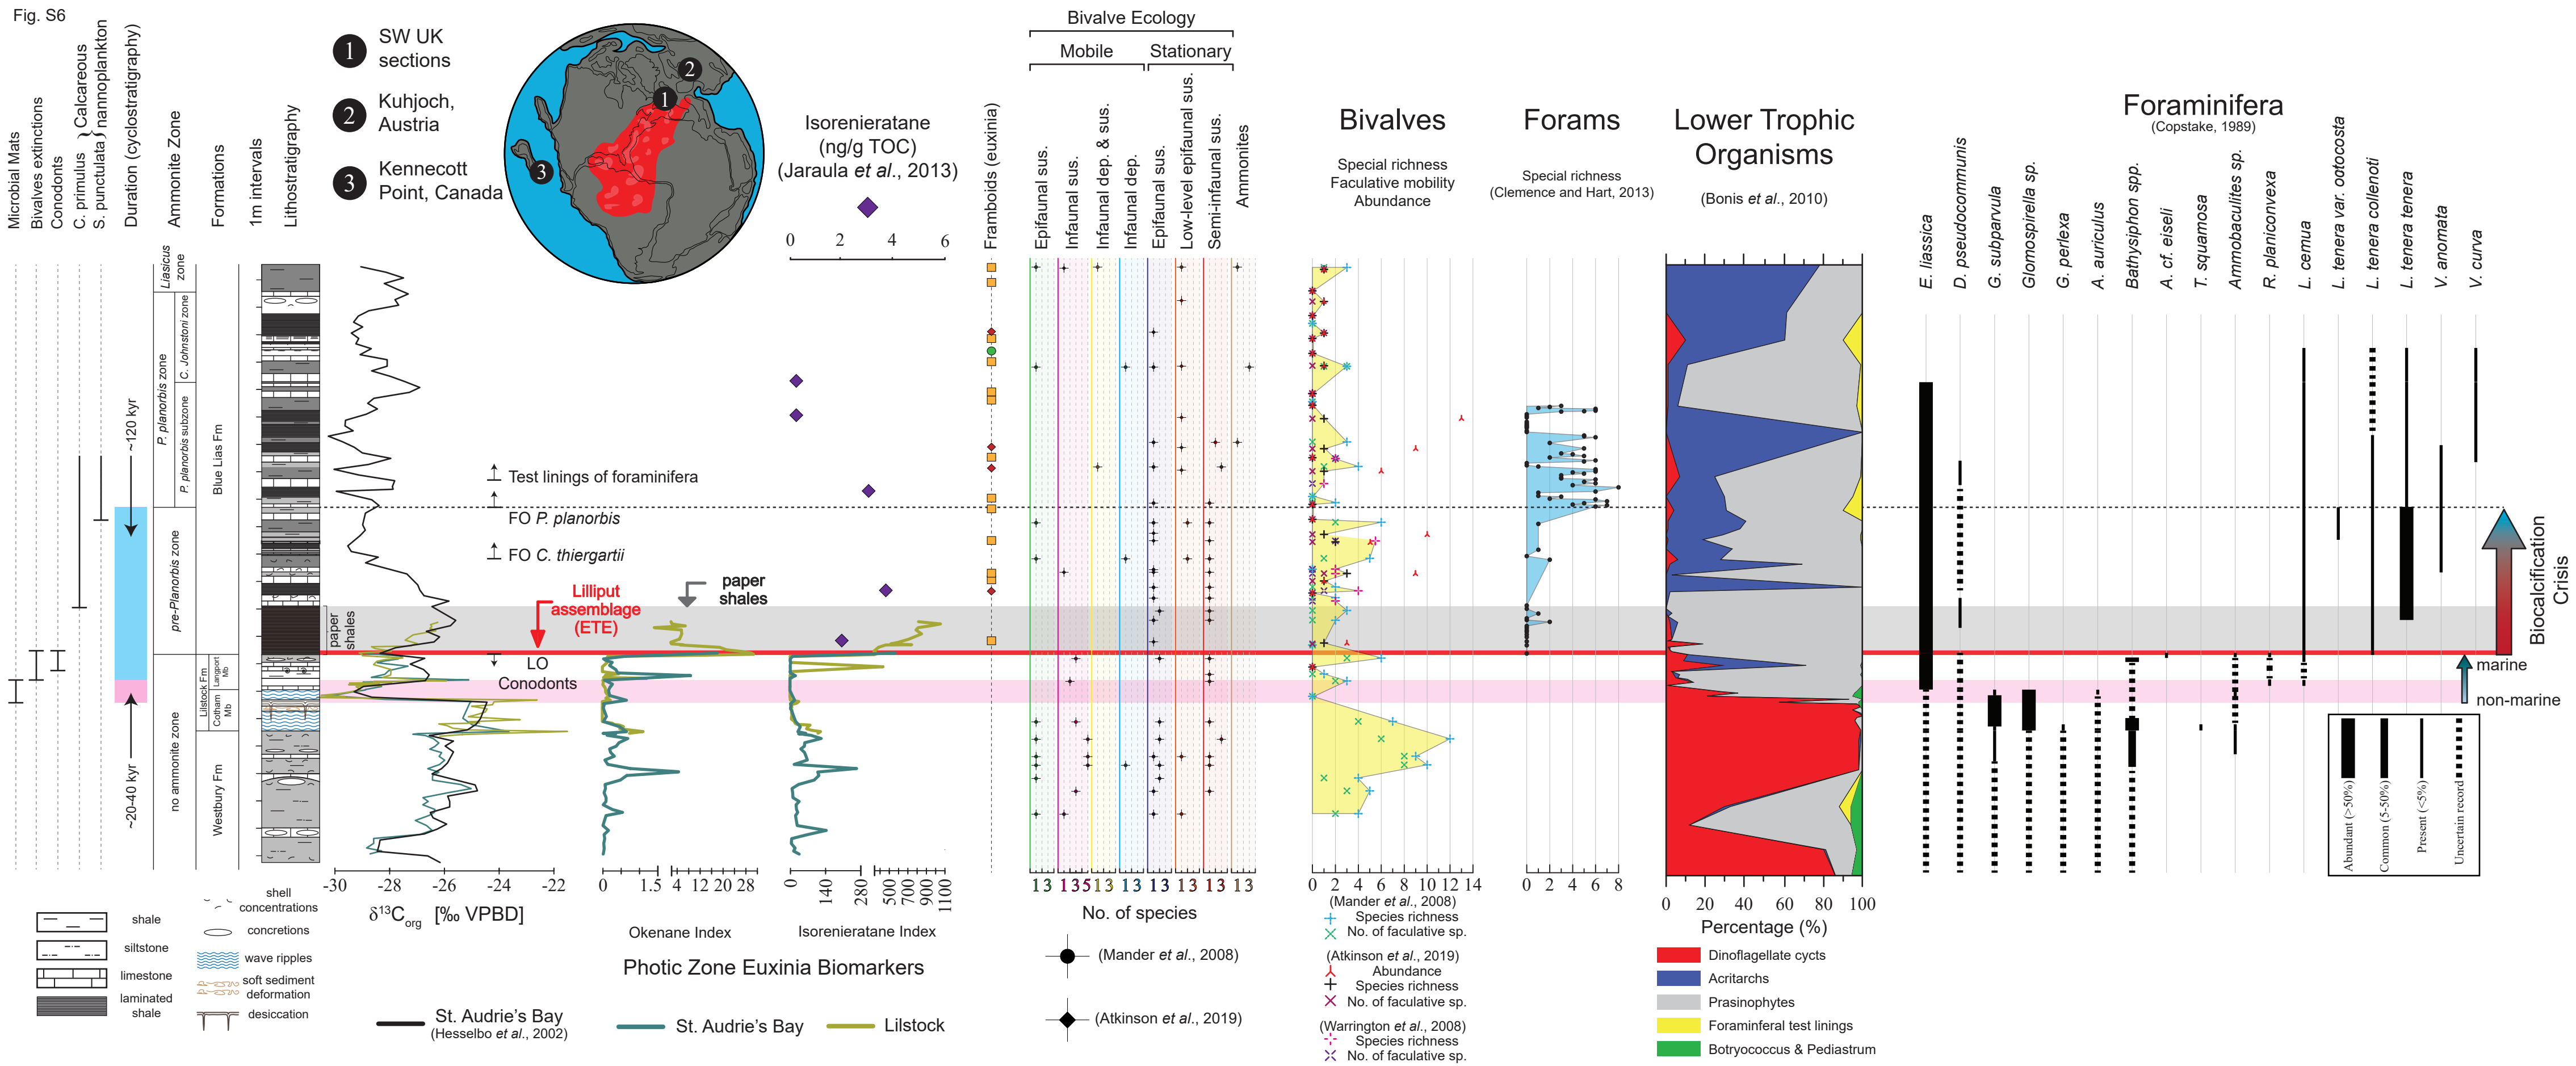 Fig. S6
Microbial Mats
Bivalves extinctions
Conodonts
C. primulus
S. punctulata
} Calcareous
} nannoplankton
Duration (cyclostratigraphy)
Ammonite Zone
Formations
1m intervals
Lithostratigraphy
1 SW UK
sections
2 Kuhjoch,
Austria
3 Kennecott
Point, Canada
1
2
3
Isorenieratane
(ng/g TOC)
(Jaraula et al., 2013)
0 2 4 6
Framboids (euxinia)
Bivalve Ecology
Mobile
Stationary
Epifaunal sus.
Infaunal sus.
Infaunal dep. & sus.
Infaunal dep.
Epifaunal sus.
Low-level epifaunal sus.
Semi-infaunal sus.
Ammonites
Bivalves
Special richness
Faculative mobility
Abundance
Forams
Special richness
(Clemence and Hart, 2013)
Lower Trophic
Organisms
(Bonis et al., 2010)
Foraminifera
(Copstake, 1989)
E. liassica
D. pseudocommunis
G. subparvula
Glomospirella sp.
G. perlexa
A. auriculus
Bathysiphon spp.
A. cf. eiseli
T. squamosa
Ammobaculites sp.
R. planiconvexa
L. cernua
L. tenera var. oatocosta
L. tenera collenoti
L. tenera tenera
V. anomata
V. curva
~120 kyr
~20-40 kyr
Liasicus
zone
P. planorbis zone
C. Johnstoni zone
P. planorbis subzone
pre-Planorbis zone
no ammonite zone
Blue Lias Fm
Lilstock Fm
Langport
Mb
Cotham
Mb
Westbury Fm
paper
shales
Test linings of foraminifera
FO P. planorbis
FO C. thiergartii
Lilliput
assemblage
(ETE)
paper
shales
LO
Conodonts
Biocalcification
Crisis
marine
non-marine
Abundant (>50%)
Common (5-50%)
Present (<5%)
Uncertain record
-30 -28 -26 -24 -22
δ13Corg [‰ VPBD]
0 1.5 4 12 20 28
Okenane Index
0 140 280 500 700 900 1100
Isorenieratane Index
Photic Zone Euxinia Biomarkers
1 3 1 3 5 1 3 1 3 1 3 1 3 1 3 1 3
No. of species
(Mander et al., 2008)
(Atkinson et al., 2019)
0 2 4 6 8 10 12 14
(Mander et al., 2008)
Species richness
No. of faculative sp.
(Atkinson et al., 2019)
Abundance
Species richness
No. of faculative sp.
(Warrington et al., 2008)
Species richness
No. of faculative sp.
0 2 4 6 8
0 20 40 60 80 100
Percentage (%)
Dinoflagellate cycts
Acritarchs
Prasinophytes
Foraminferal test linings
Botryococcus & Pediastrum
shale
siltstone
limestone
laminated
shale
shell
concentrations
concretions
wave ripples
soft sediment
deformation
desiccation
St. Audrie's Bay
(Hesselbo et al., 2002)
St. Audrie's Bay
Lilstock